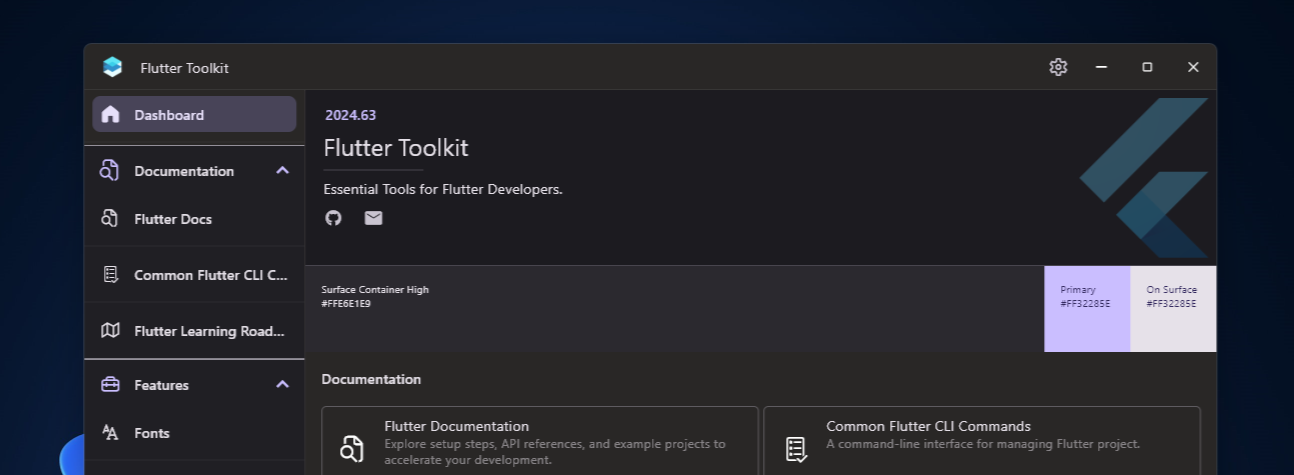 Flutter Toolkit
Dashboard
Documentation
Flutter Docs
Common Flutter CLI C...
Flutter Learning Road...
Features
Fonts
2024.63
Flutter Toolkit
Essential Tools for Flutter Developers.
Surface Container High
#FFE6E1E9
Primary
#FF32285E
On Surface
#FF32285E
Documentation
Flutter Documentation
Explore setup steps, API references, and example projects to
accelerate your development.
Common Flutter CLI Commands
A command-line interface for managing Flutter project.